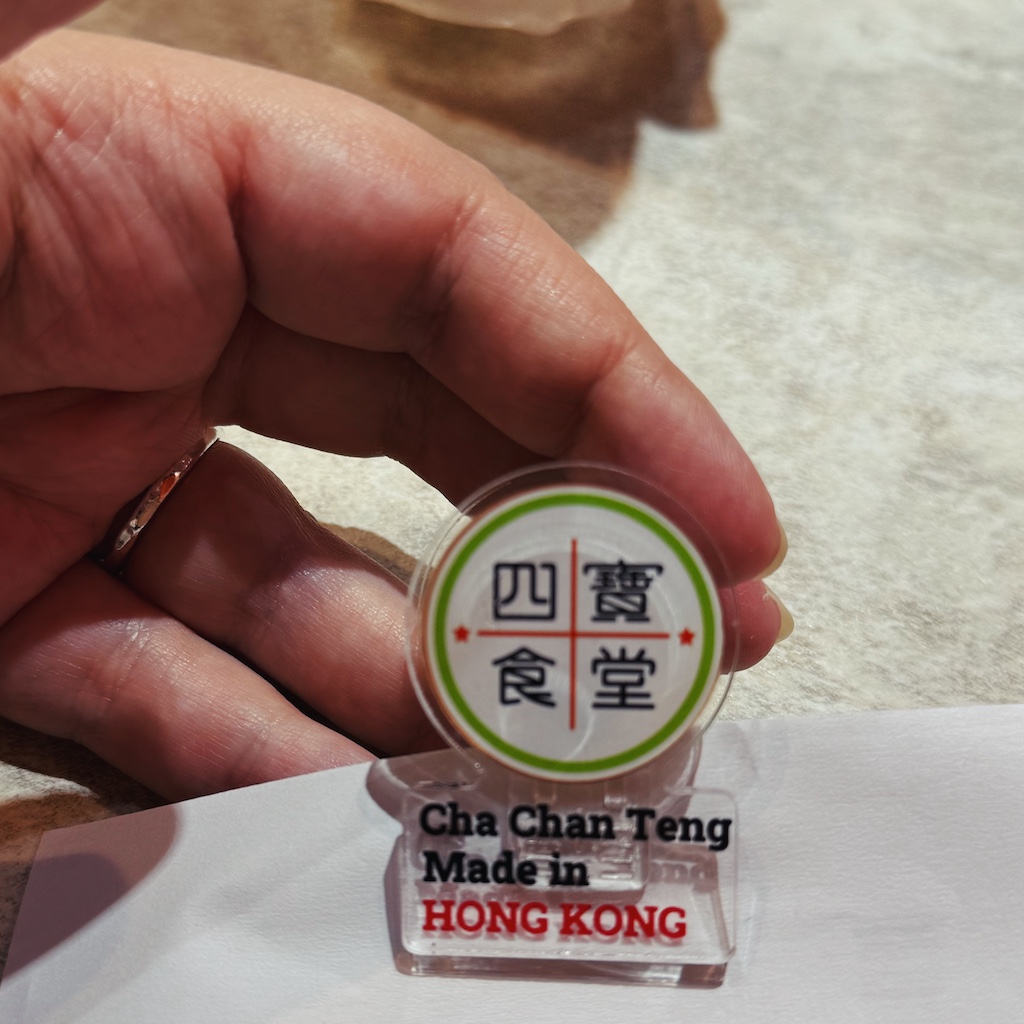 四寶
食堂
Cha Chan Teng
Made in
HONG KONG